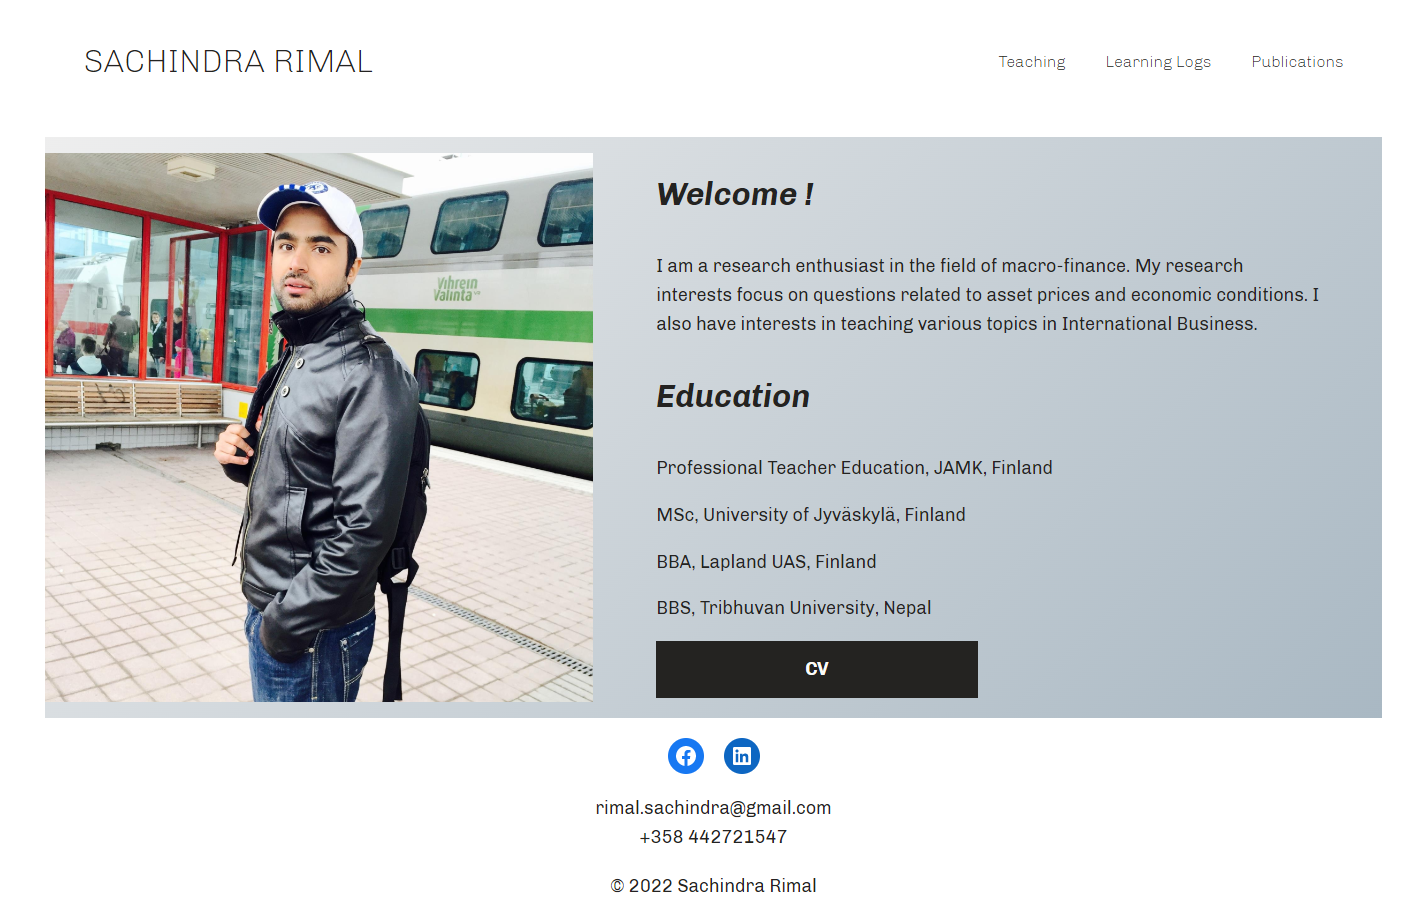 SACHINDRA RIMAL
Teaching
Learning Logs
Publications
Vihrein
Valinta
Welcome !
I am a research enthusiast in the field of macro-finance. My research
interests focus on questions related to asset prices and economic conditions. I
also have interests in teaching various topics in International Business.
Education
Professional Teacher Education, JAMK, Finland
MSc, University of Jyväskylä, Finland
BBA, Lapland UAS, Finland
BBS, Tribhuvan University, Nepal
CV
rimal.sachindra@gmail.com
+358 442721547
© 2022 Sachindra Rimal